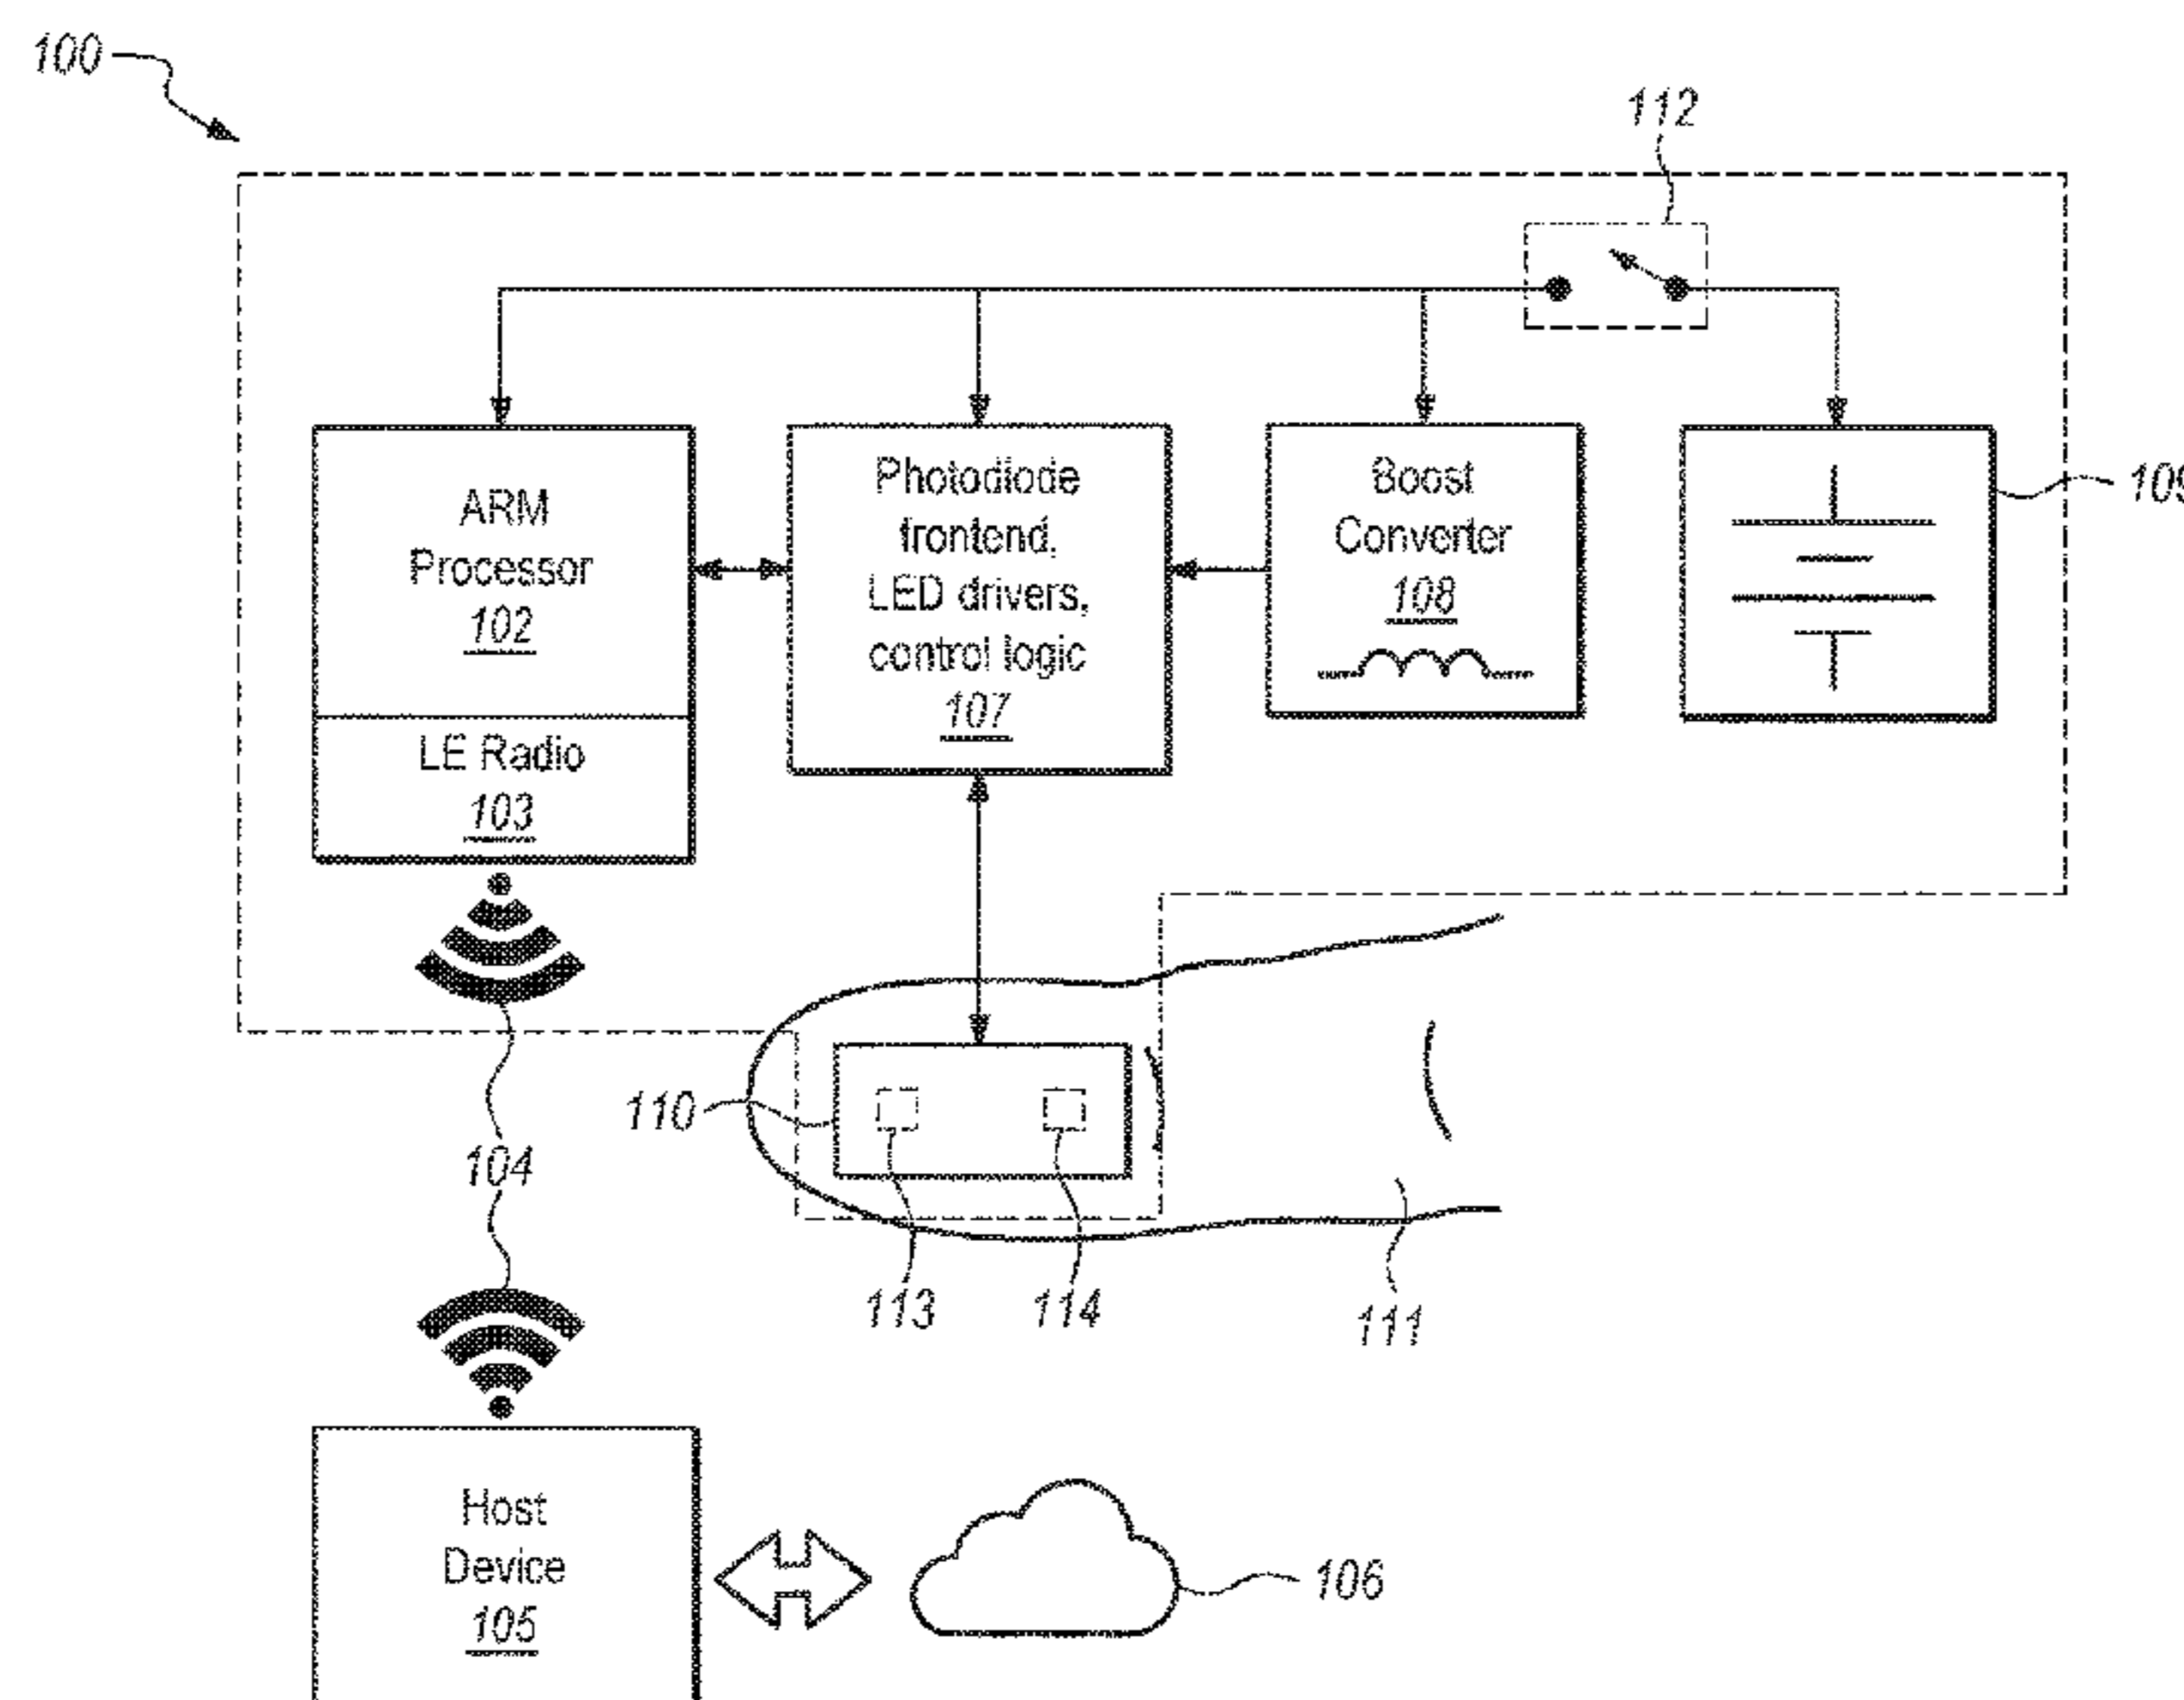 100
112
ARM
Processor
102
LE Radio
103
Photodiode
frontend,
LED drivers,
control logic
107
Boost
Converter
108
109
104
110
113
114
111
Host
Device
105
106